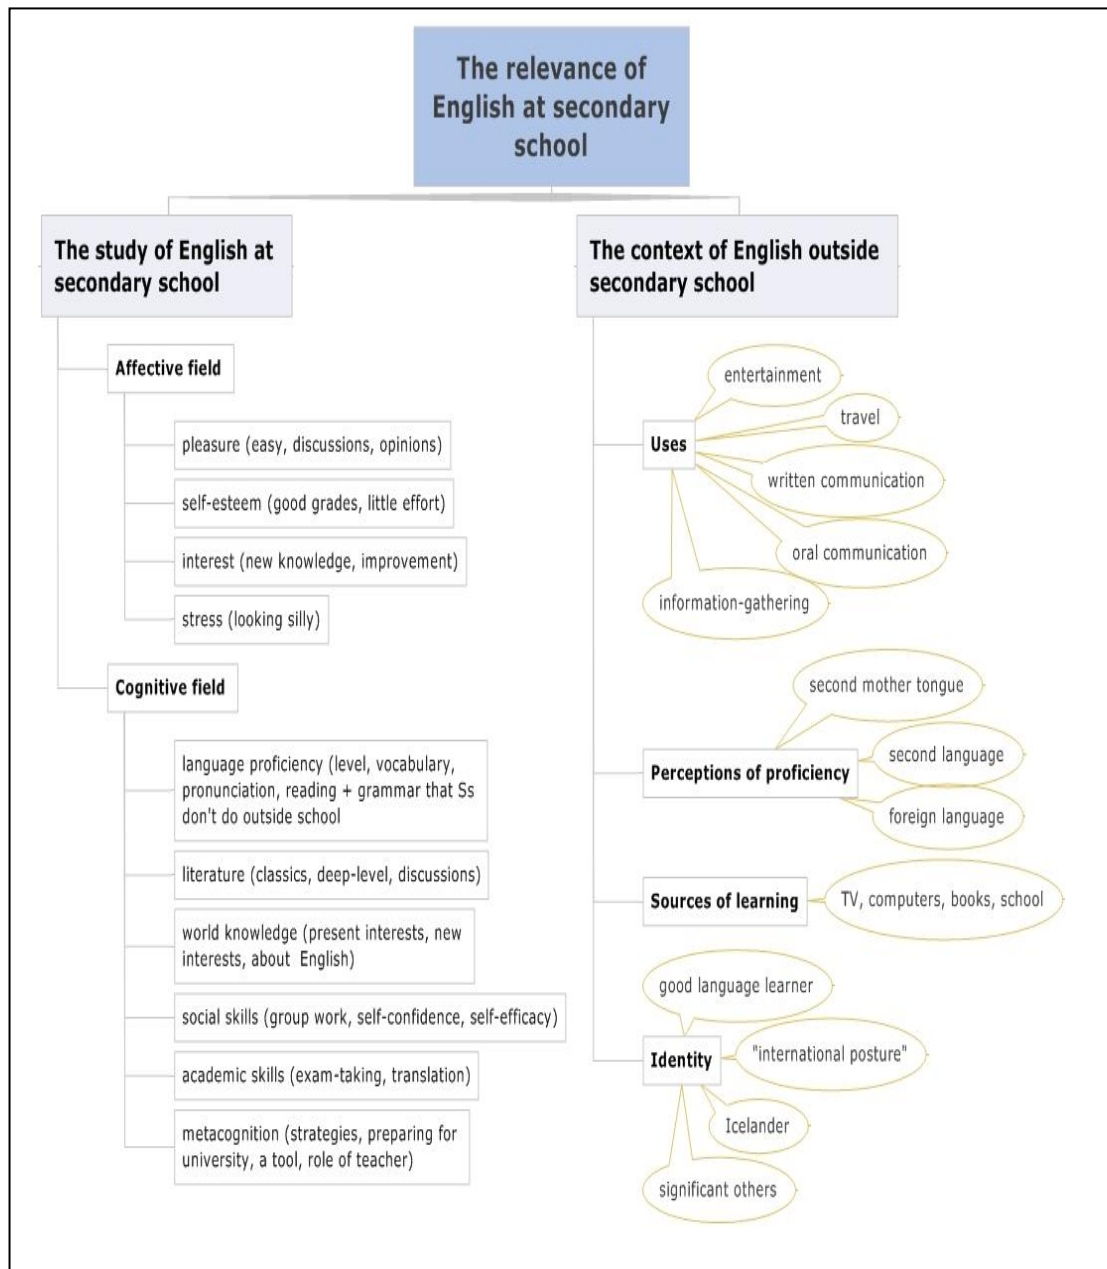 The relevance of
English at secondary
school
The study of English at
secondary school
Affective field
pleasure (easy, discussions, opinions)
self-esteem (good grades, little effort)
interest (new knowledge, improvement)
stress (looking silly)
Cognitive field
language proficiency (level, vocabulary,
pronunciation, reading + grammar that Ss
don't do outside school
literature (classics, deep-level, discussions)
world knowledge (present interests, new
interests, about English)
social skills (group work, self-confidence, self-efficacy)
academic skills (exam-taking, translation)
metacognition (strategies, preparing for
university, a tool, role of teacher)
The context of English outside
secondary school
Uses
entertainment
travel
written communication
oral communication
information-gathering
Perceptions of proficiency
second mother tongue
second language
foreign language
Sources of learning
TV, computers, books, school
Identity
good language learner
"international posture"
Icelander
significant others